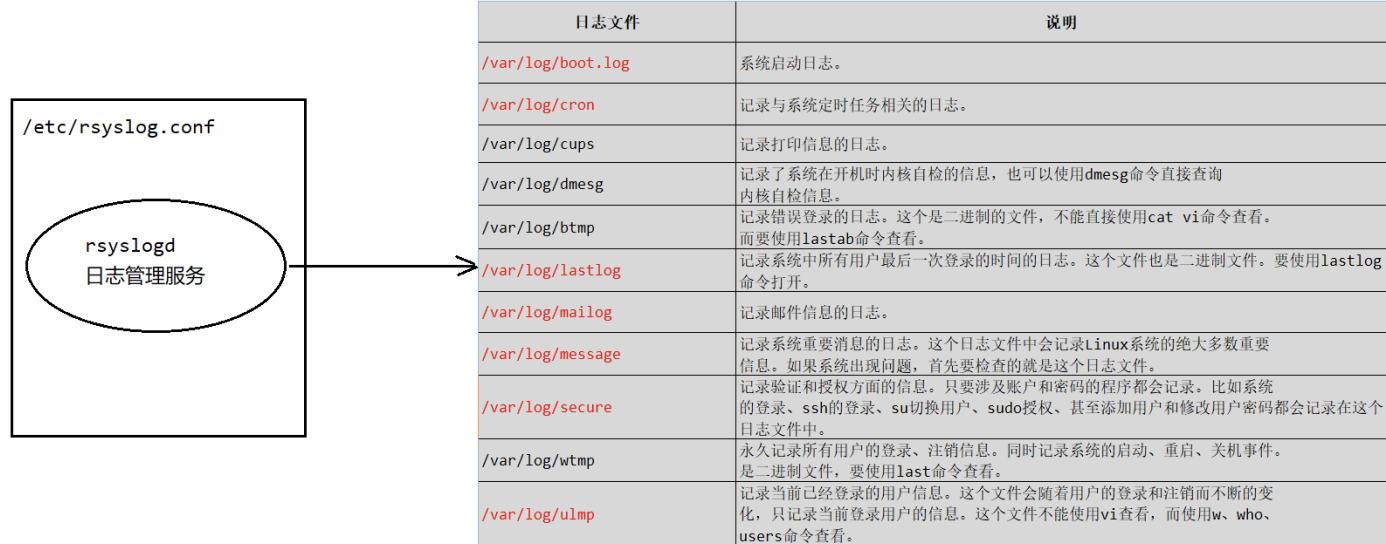 /etc/rsyslog.conf
rsyslogd
日志管理服务
日志文件 说明
/var/log/boot.log 系统启动日志。
/var/log/cron 记录与系统定时任务相关的日志。
/var/log/cups 记录打印信息的日志。
/var/log/dmesg 记录了系统在开机时内核自检的信息，也可以使用dmesg命令直接查询
内核自检信息。
/var/log/btmp 记录错误登录的日志。这个是二进制的文件，不能直接使用cat vi命令查看。
而要使用lastab命令查看。
/var/log/lastlog 记录系统中所有用户最后一次登录的时间的日志。这个文件也是二进制文件。要使用lastlog
命令打开。
/var/log/mailog 记录邮件信息的日志。
/var/log/message 记录系统重要消息的日志。这个日志文件中会记录Linux系统的绝大多数重要
信息。如果系统出现问题，首先要检查的就是这个日志文件。
/var/log/secure 记录验证和授权方面的信息。只要涉及账户和密码的程序都会记录。比如系统
的登录、ssh的登录、su切换用户、sudo授权、甚至添加用户和修改用户密码都会记录在这个
日志文件中。
/var/log/wtmp 永久记录所有用户的登录、注销信息。同时记录系统的启动、重启、关机事件。
是二进制文件，要使用last命令查看。
/var/log/ulmp 记录当前已经登录的用户信息。这个文件会随着用户的登录和注销而不断的变
化，只记录当前登录用户的信息。这个文件不能使用vi查看，而使用w、who、
users命令查看。